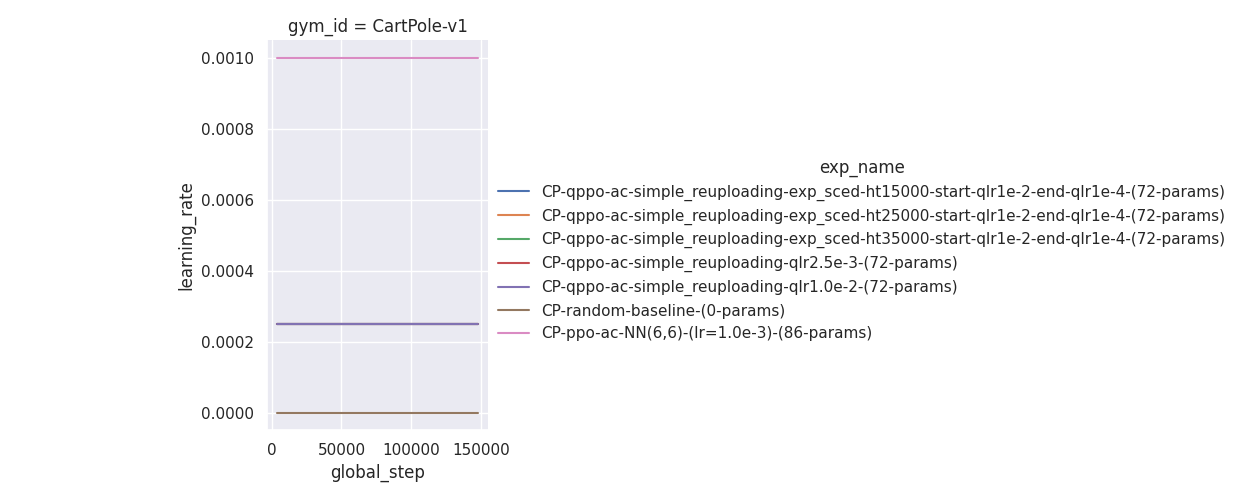 gym_id = CartPole-v1
0.0010
0.0008
0.0006
0.0004
0.0002
0.0000
learning_rate
0 50000 100000 150000
global_step
exp_name
CP-qppo-ac-simple_reuploading-exp_sced-ht15000-start-qlr1e-2-end-qlr1e-4-(72-params)
CP-qppo-ac-simple_reuploading-exp_sced-ht25000-start-qlr1e-2-end-qlr1e-4-(72-params)
CP-qppo-ac-simple_reuploading-exp_sced-ht35000-start-qlr1e-2-end-qlr1e-4-(72-params)
CP-qppo-ac-simple_reuploading-qlr2.5e-3-(72-params)
CP-qppo-ac-simple_reuploading-qlr1.0e-2-(72-params)
CP-random-baseline-(0-params)
CP-ppo-ac-NN(6,6)-(lr=1.0e-3)-(86-params)